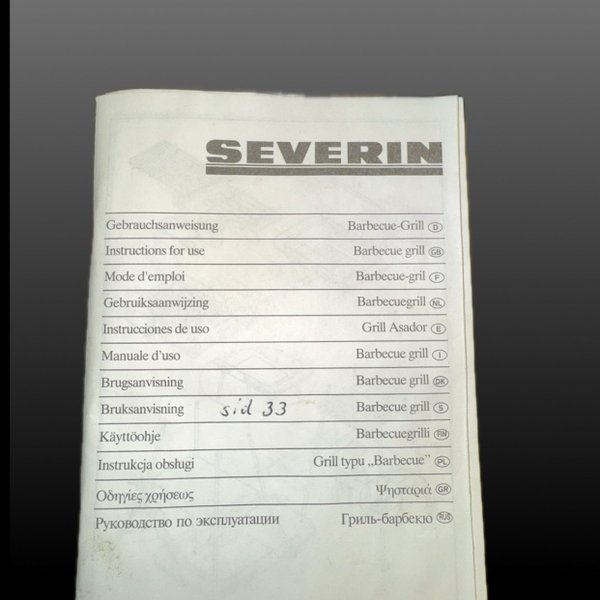 SEVERIN
Gebrauchsanweisung Barbecue-Grill D
Instructions for use Barbecue grill GB
Mode d'emploi Barbecue-gril F
Gebruiksaanwijzing Barbecuegrill NL
Instrucciones de uso Grill Asador E
Manuale d'uso Barbecue grill I
Brugsanvisning Barbecue grill DK
Bruksanvisning sid 33 Barbecue grill S
Käyttöohje Barbecuegrilli FIN
Instrukcja obsługi Grill typu „Barbecue” PL
Οδηγίες χρήσεως Ψησταριά GR
Руководство по эксплуатации Гриль-барбекю RUS